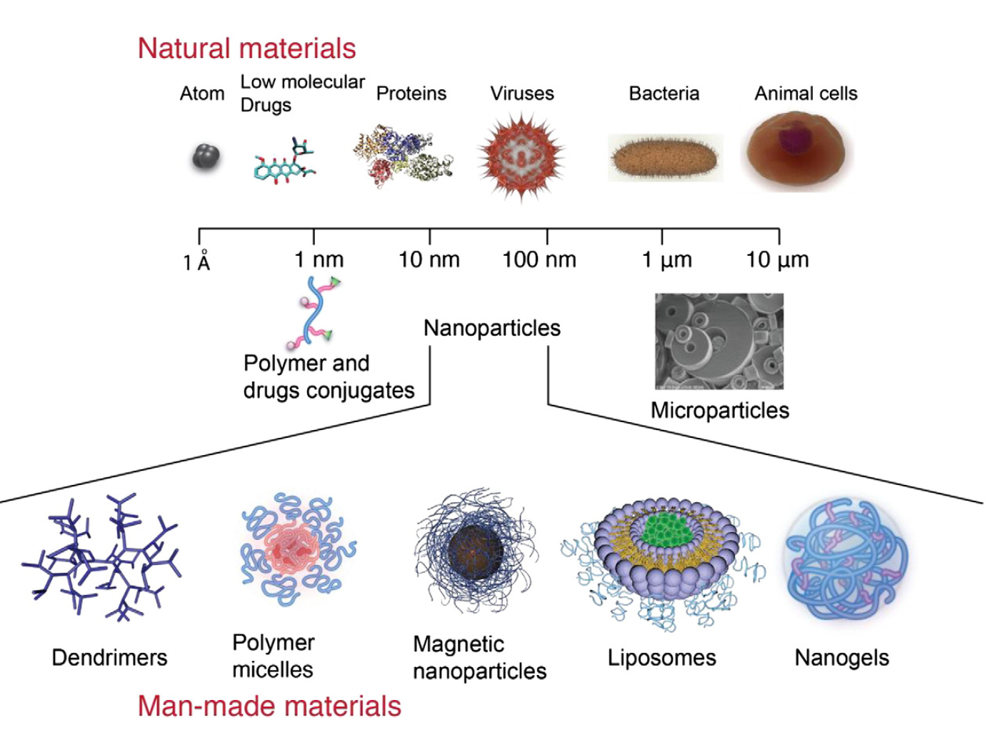 Natural materials
Atom
Low molecular
Drugs
Proteins
Viruses
Bacteria
Animal cells
1 Å
1 nm
10 nm
100 nm
1 µm
10 µm
Polymer and
drugs conjugates
Nanoparticles
Microparticles
Dendrimers
Polymer
micelles
Magnetic
nanoparticles
Liposomes
Nanogels
Man-made materials